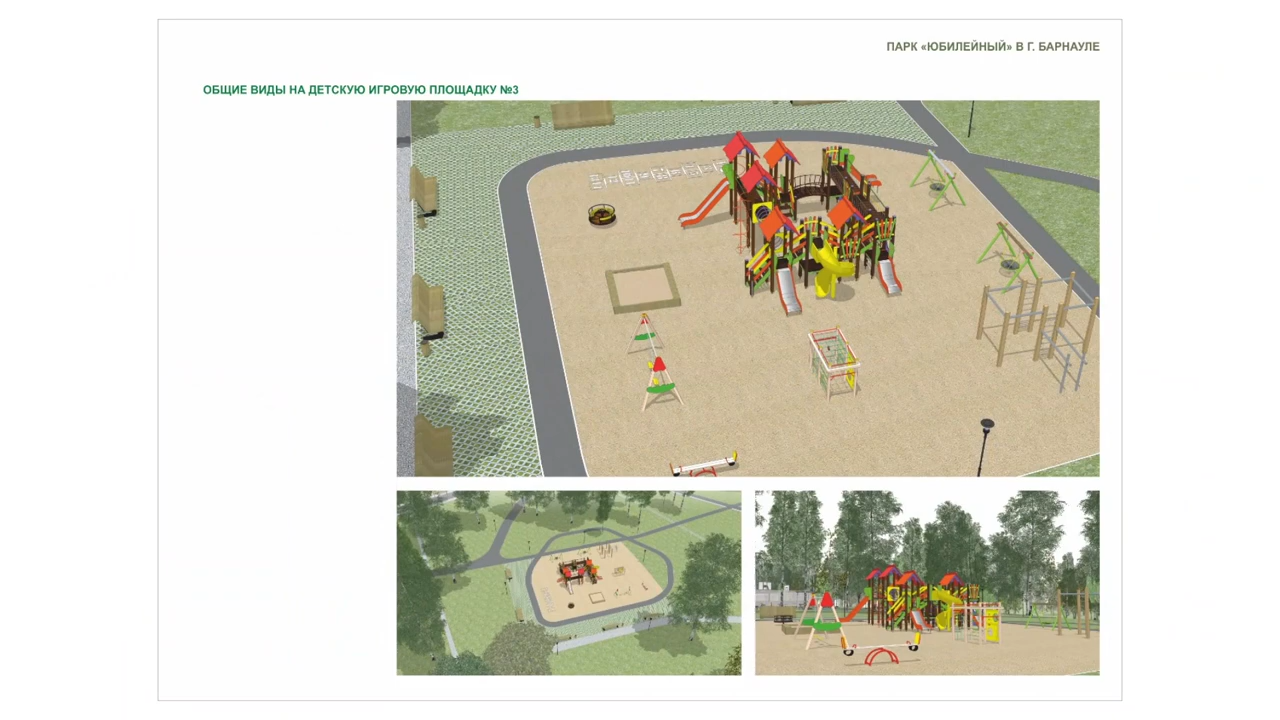 ПАРК «ЮБИЛЕЙНЫЙ» В Г. БАРНАУЛЕ
ОБЩИЕ ВИДЫ НА ДЕТСКУЮ ИГРОВУЮ ПЛОЩАДКУ №3